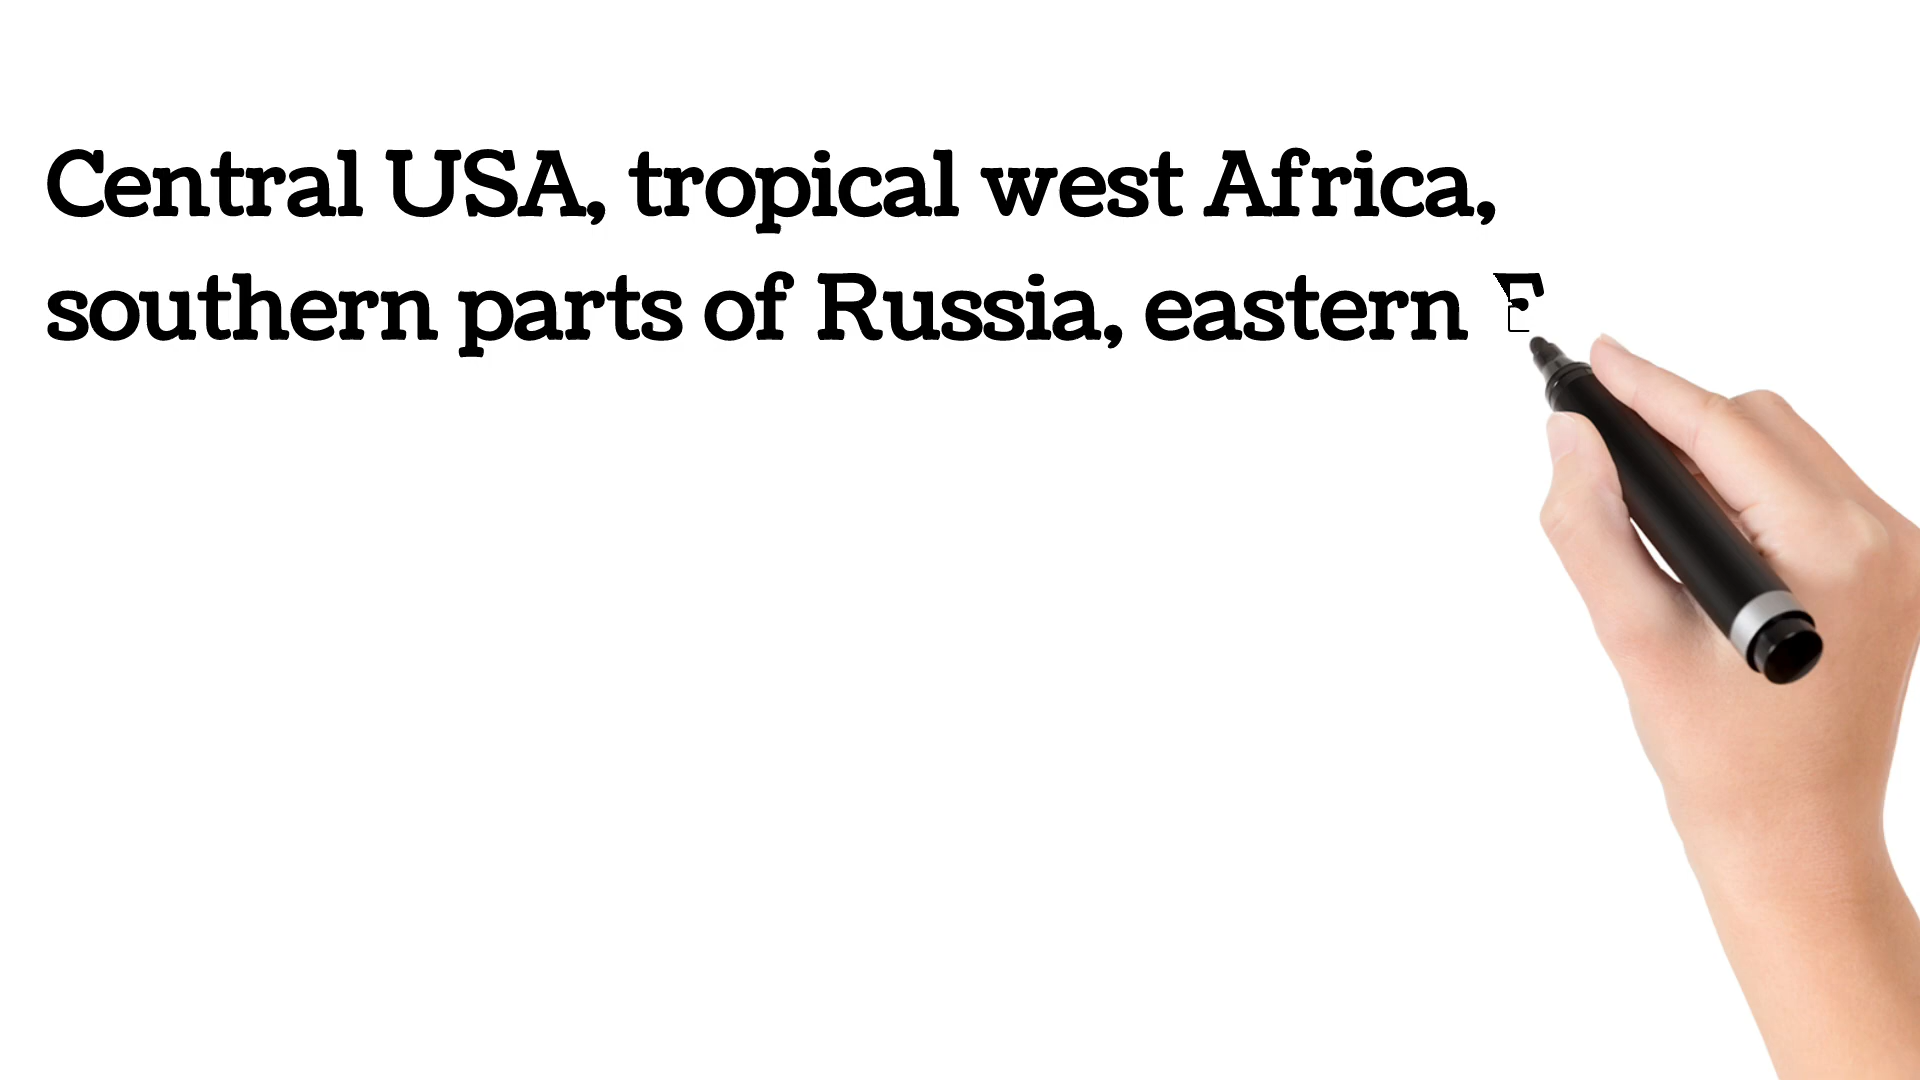 Central USA, tropical west Africa,
southern parts of Russia, eastern